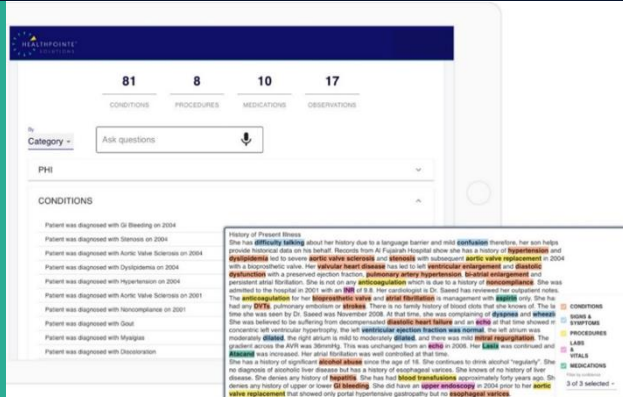 HEALTHPOINTE
SOLUTIONS
81 8 10 17
CONDITIONS PROCEDURES MEDICATIONS OBSERVATIONS
By
Category
Ask questions
PHI
CONDITIONS
Patient was diagnosed with GI Bleeding on 2004
Patient was diagnosed with Stenosis on 2004
Patient was diagnosed with Aortic Valve Sclerosis on 2004
Patient was diagnosed with Dyslipidemia on 2004
Patient was diagnosed with Hypertension on 2004
Patient was diagnosed with Aortic Valve Sclerosis on 2001
Patient was diagnosed with Noncompliance on 2001
Patient was diagnosed with Gout
Patient was diagnosed with Myalgias
Patient was diagnosed with Discoloration
History of Present Illness
She has difficulty talking about her history due to a language barrier and mild confusion therefore, her son helps
provide historical data on his behalf. Records from Al Fujairah Hospital show she has a history of hypertension and
dyslipidemia led to severe aortic valve sclerosis and stenosis with subsequent aortic valve replacement in 2004
with a bioprosthetic valve. Her valvular heart disease has led to left ventricular enlargement and diastolic
dysfunction with a preserved ejection fraction, pulmonary artery hypertension, bi-atrial enlargement and
persistent atrial fibrillation. She is not on any anticoagulation which is due to a history of noncompliance. She was
admitted to the hospital in 2001 with an INR of 9.8. Her cardiologist is Dr. Saeed has reviewed her outpatient notes.
The anticoagulation for her bioprosthetic valve and atrial fibrillation is management with aspirin only. She has
had any DVTs, pulmonary embolism or strokes. There is no family history of blood clots that she knows of. The la
time she was seen by Dr. Saeed was November 2008. At that time, she was complaining of dyspnea and wheezin
She was believed to be suffering from decompensated diastolic heart failure and an echo at that time showed m
concentric left ventricular hypertrophy, the left ventricular ejection fraction was normal, the left atrium was
moderately dilated, the right atrium is mild to moderately dilated, and there was mild mitral regurgitation. The
gradient across the AVR was 36mmHg. This was unchanged from an echo in 2006. Her Lasix was continued and
Atacand was increased. Her atrial fibrillation was well controlled at that time.
She has a history of significant alcohol abuse since the age of 16. She continues to drink alcohol "regularly". She
no diagnosis of alcoholic liver disease but has a history of esophageal varices. She knows of no history of liver
disease. She denies any history of hepatitis. She has had blood transfusions approximately forty years ago. Sh
denies any history of upper or lower GI bleeding. She did have an upper endoscopy in 2004 prior to her aortic
valve replacement that showed only portal hypertensive gastropathy but no esophageal varices.
CONDITIONS
SIGNS &
SYMPTOMS
PROCEDURES
LABS
&
VITALS
MEDICATIONS
3 of 3 selected